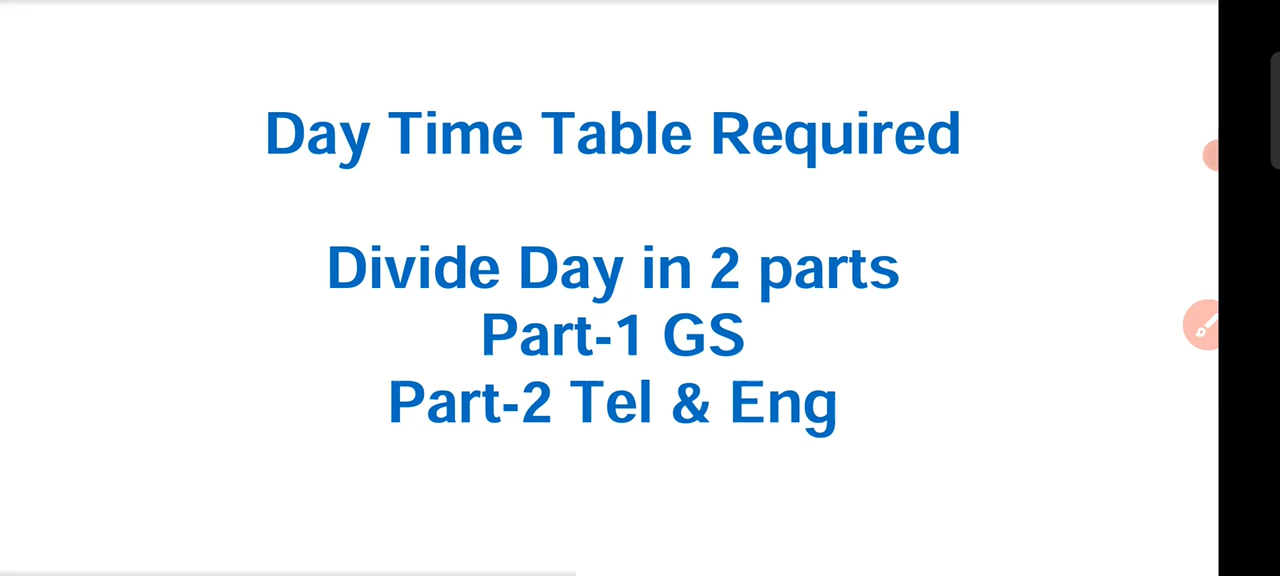 Day Time Table Required
Divide Day in 2 parts
Part-1 GS
Part-2 Tel & Eng